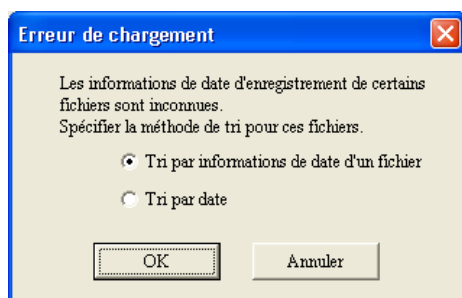 Erreur de chargement
Les informations de date d'enregistrement de certains
fichiers sont inconnues.
Spécifier la méthode de tri pour ces fichiers.
Tri par informations de date d'un fichier
Tri par date
OK
Annuler